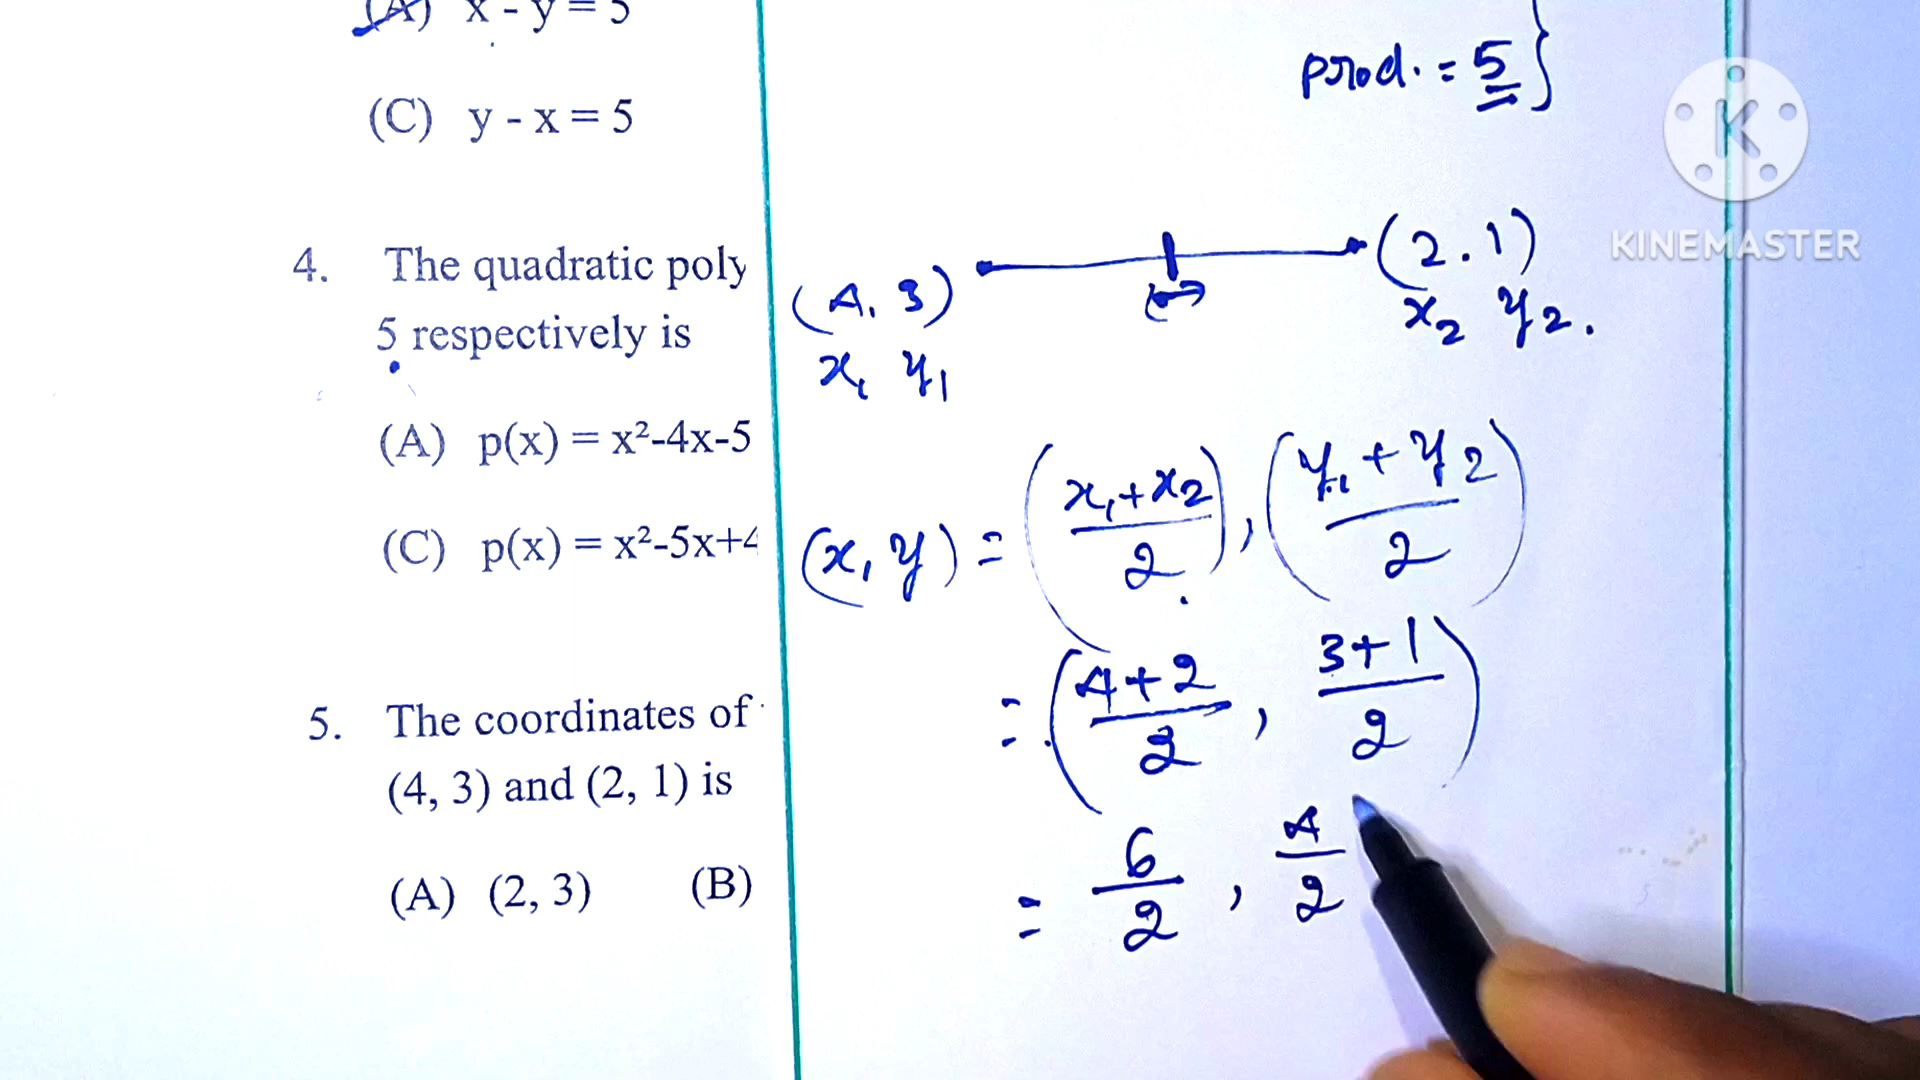 (A) x - y = 5
(C) y - x = 5
4. The quadratic poly
5 respectively is
(A) p(x) = x²-4x-5
(C) p(x) = x²-5x+4
5. The coordinates of
(4, 3) and (2, 1) is
(A) (2, 3) (B)
prod. = 5 }
K
KINEMASTER
(4, 3) (2.1)
x₁ y₁ x₂ y₂.
(x, y) = (x₁+x₂/2), (y₁+y₂/2)
= (4+2/2, 3+1/2)
= 6/2, 4/2